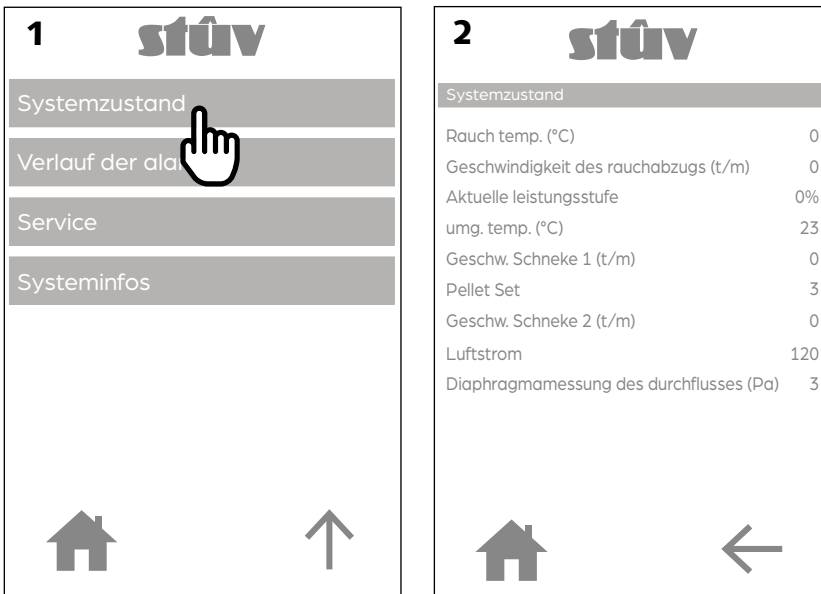 1
stûv
Systemzustand
Verlauf der
Service
Systeminfos
2
stûv
Systemzustand
Rauch temp. (°C) 0
Geschwindigkeit des rauchabzugs (t/m) 0
Aktuelle leistungsstufe 0%
umg. temp. (°C) 23
Geschw. Schneke 1 (t/m) 0
Pellet Set 3
Geschw. Schneke 2 (t/m) 0
Luftstrom 120
Diaphragmamessung des durchflusses (Pa) 3